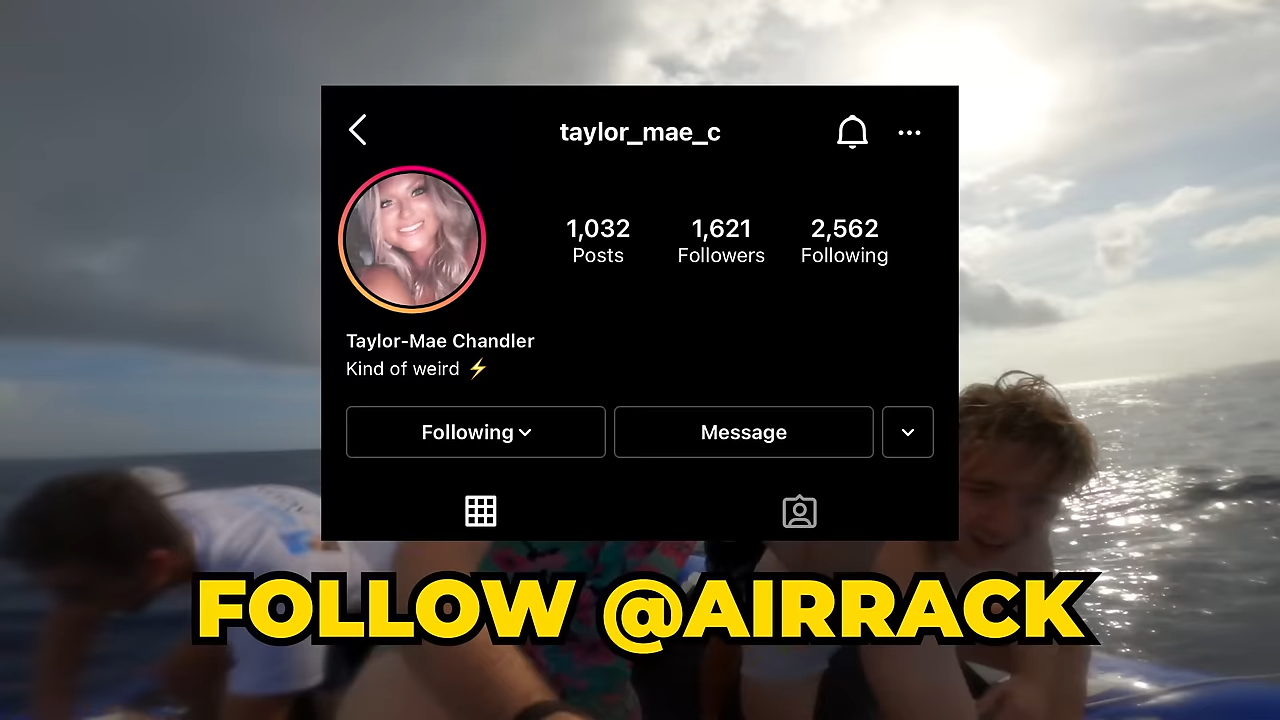 taylor_mae_c
1,032 1,621 2,562
Posts Followers Following
Taylor-Mae Chandler
Kind of weird ⚡
Following Message
FOLLOW @AIRRACK